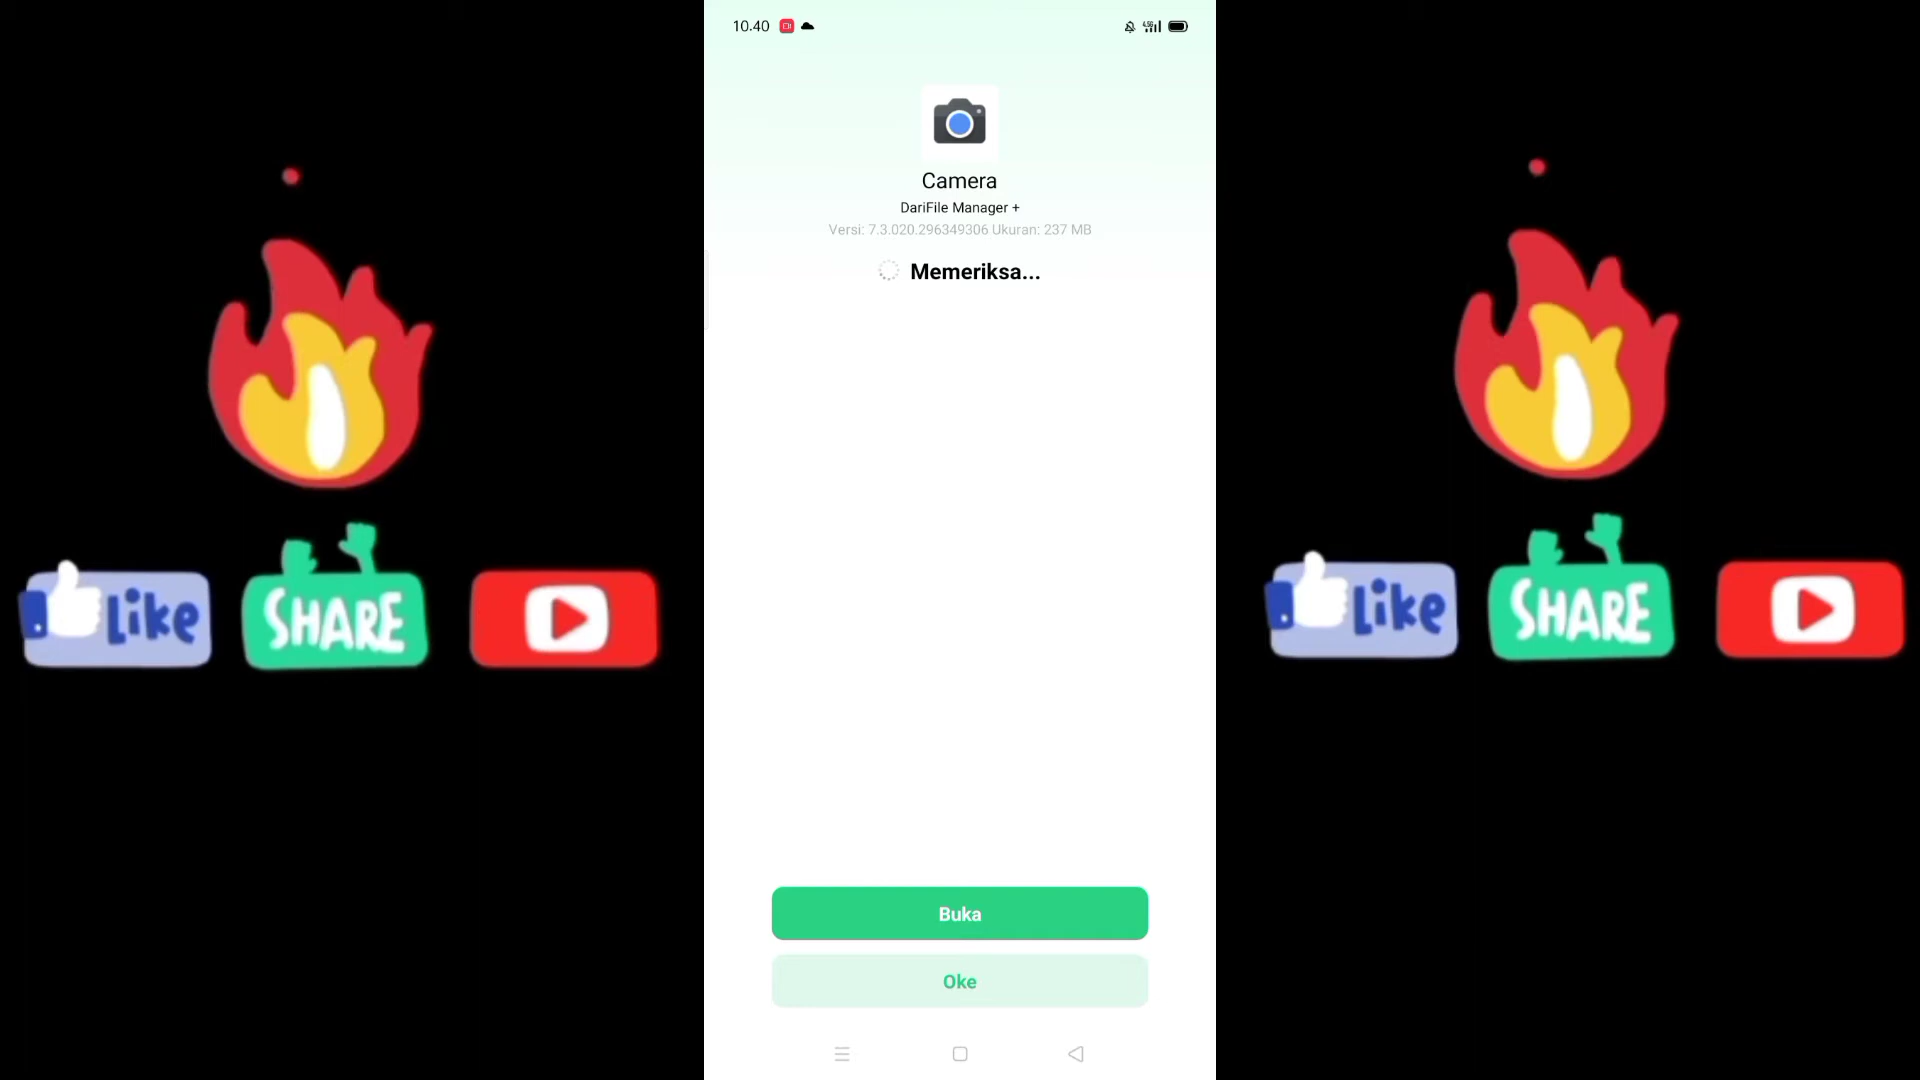 10.40
Camera
DariFile Manager +
Versi: 7.3.020.296349306 Ukuran: 237 MB
Memeriksa...
Like
SHARE
Like
SHARE
Buka
Oke